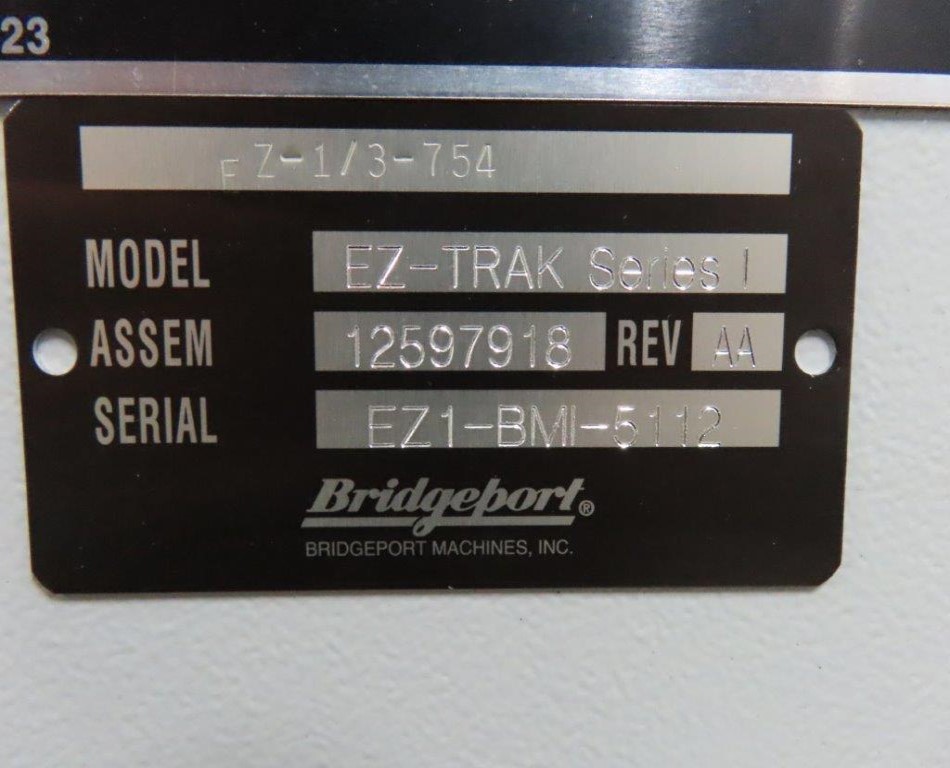 23
EZ-1/3-754
MODEL EZ-TRAK Series I
ASSEM 12597918 REV AA
SERIAL EZ1-BMI-5112
Bridgeport®
BRIDGEPORT MACHINES, INC.